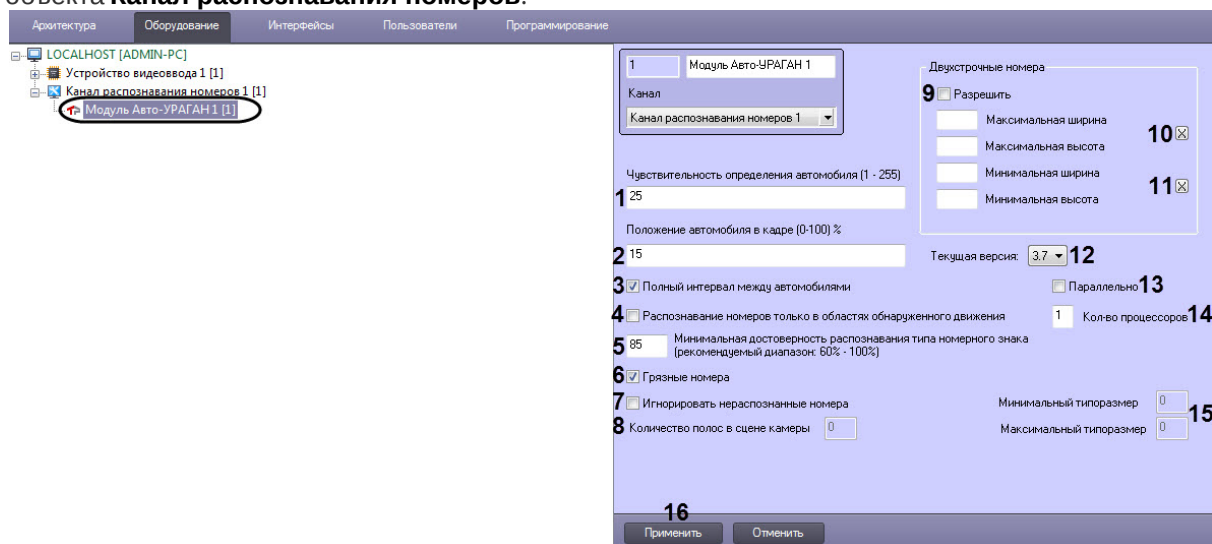 объекта Канал распознавания номеров.
Архитектура Оборудование Интерфейсы Пользователи Программирование
LOCALHOST [ADMIN-PC]
Устройство видеоввода 1 [1]
Канал распознавания номеров 1 [1]
Модуль Авто-УРАГАН 1 [1]
1 Модуль Авто-УРАГАН 1
Канал
Канал распознавания номеров 1
Двухстрочные номера
9 Разрешить
Максимальная ширина
Максимальная высота
10
Минимальная ширина
Минимальная высота
11
Чувствительность определения автомобиля (1 - 255)
1 25
Положение автомобиля в кадре (0-100) %
2 15
Текущая версия: 3.7 12
3 Полный интервал между автомобилями
Параллельно 13
4 Распознавание номеров только в областях обнаруженного движения
1 Кол-во процессоров 14
5 85 Минимальная достоверность распознавания типа номерного знака
(рекомендуемый диапазон: 60% - 100%)
6 Грязные номера
7 Игнорировать нераспознанные номера
Минимальный типоразмер 0
15
8 Количество полос в сцене камеры 0
Максимальный типоразмер 0
16
Применить Отменить